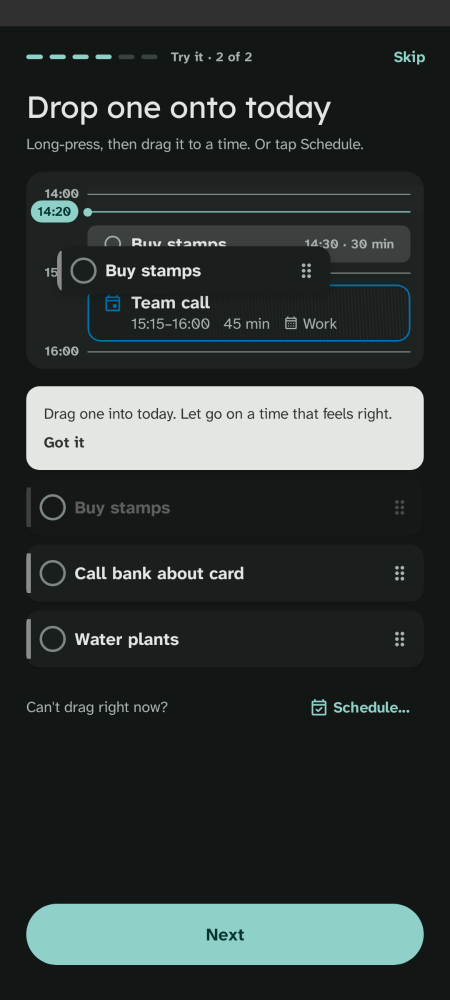 Try it · 2 of 2
Skip
Drop one onto today
Long-press, then drag it to a time. Or tap Schedule.
14:00
14:20
Buy stamps 14:30 · 30 min
15
Buy stamps
Team call
15:15–16:00 45 min Work
16:00
Drag one into today. Let go on a time that feels right.
Got it
Buy stamps
Call bank about card
Water plants
Can't drag right now?
Schedule...
Next